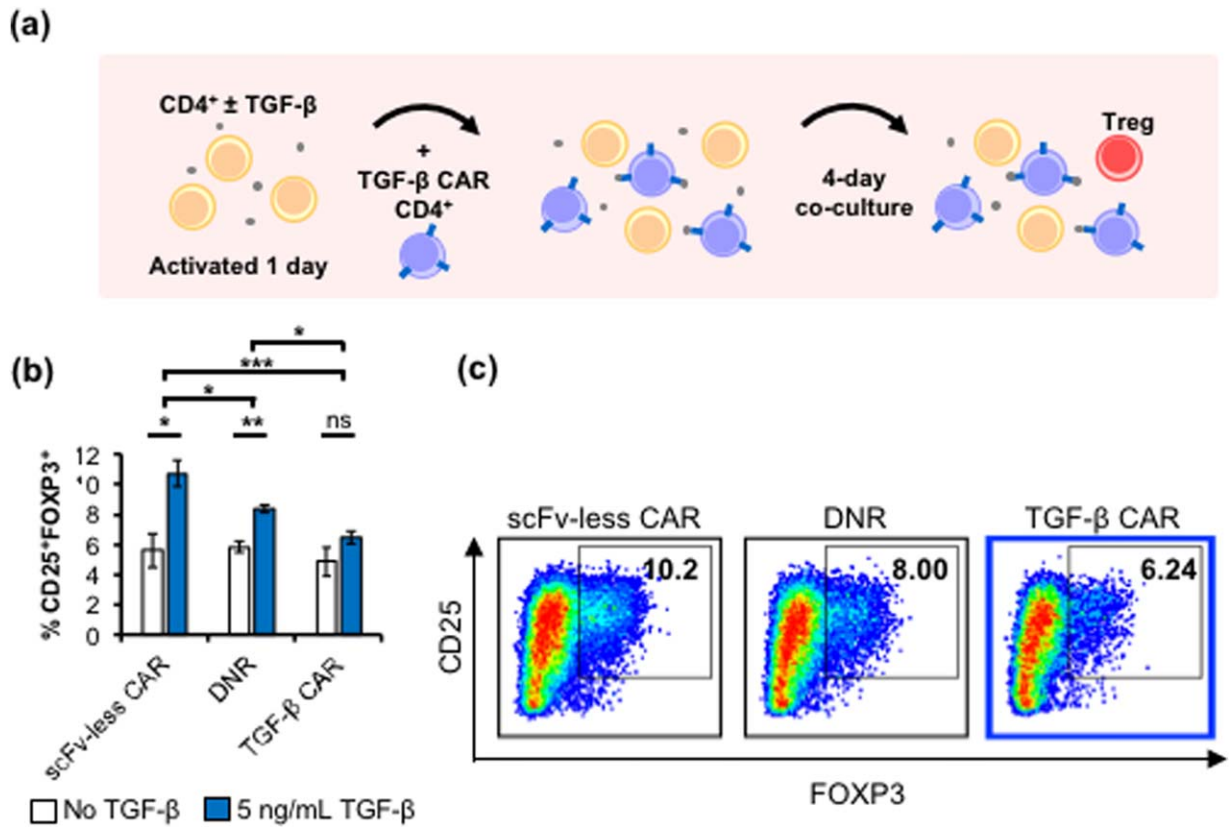 (a)
CD4⁺ ± TGF-β
Activated 1 day
+
TGF-β CAR
CD4⁺
4-day
co-culture
Treg
(b)
*
***
*
*
**
ns
% CD25⁺FOXP3⁺
12
10
8
6
4
2
0
scFv-less CAR
DNR
TGF-β CAR
No TGF-β
5 ng/mL TGF-β
(c)
scFv-less CAR
DNR
TGF-β CAR
10.2
8.00
6.24
CD25
FOXP3